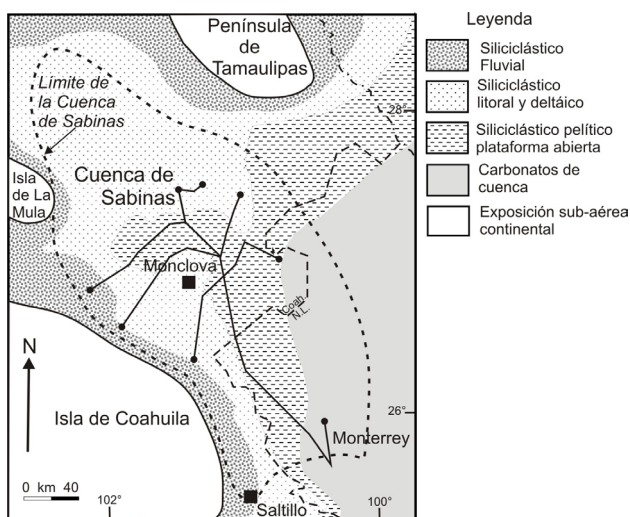 Península
de
Tamaulipas
Límite de
la Cuenca
de Sabinas
28°
Isla
de La
Mula
Cuenca de
Sabinas
Monclova
Coah.
N.L.
N
Isla de Coahuila
26°
Monterrey
0 km 40
102°
Saltillo
100°
Leyenda
Siliciclástico
Fluvial
Siliciclástico
litoral y deltáico
Siliciclástico pelítico
plataforma abierta
Carbonatos de
cuenca
Exposición sub-aérea
continental